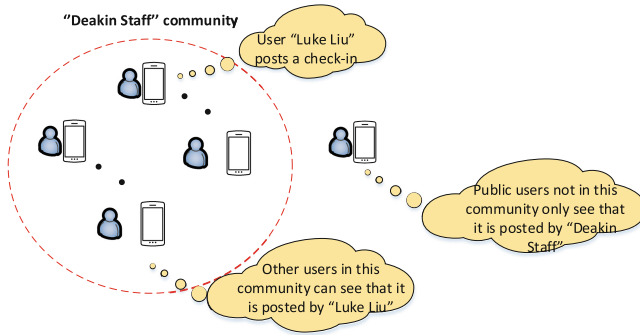 "Deakin Staff" community
User "Luke Liu"
posts a check-in
Public users not in this
community only see that
it is posted by "Deakin
Staff"
Other users in this
community can see that it
is posted by "Luke Liu"